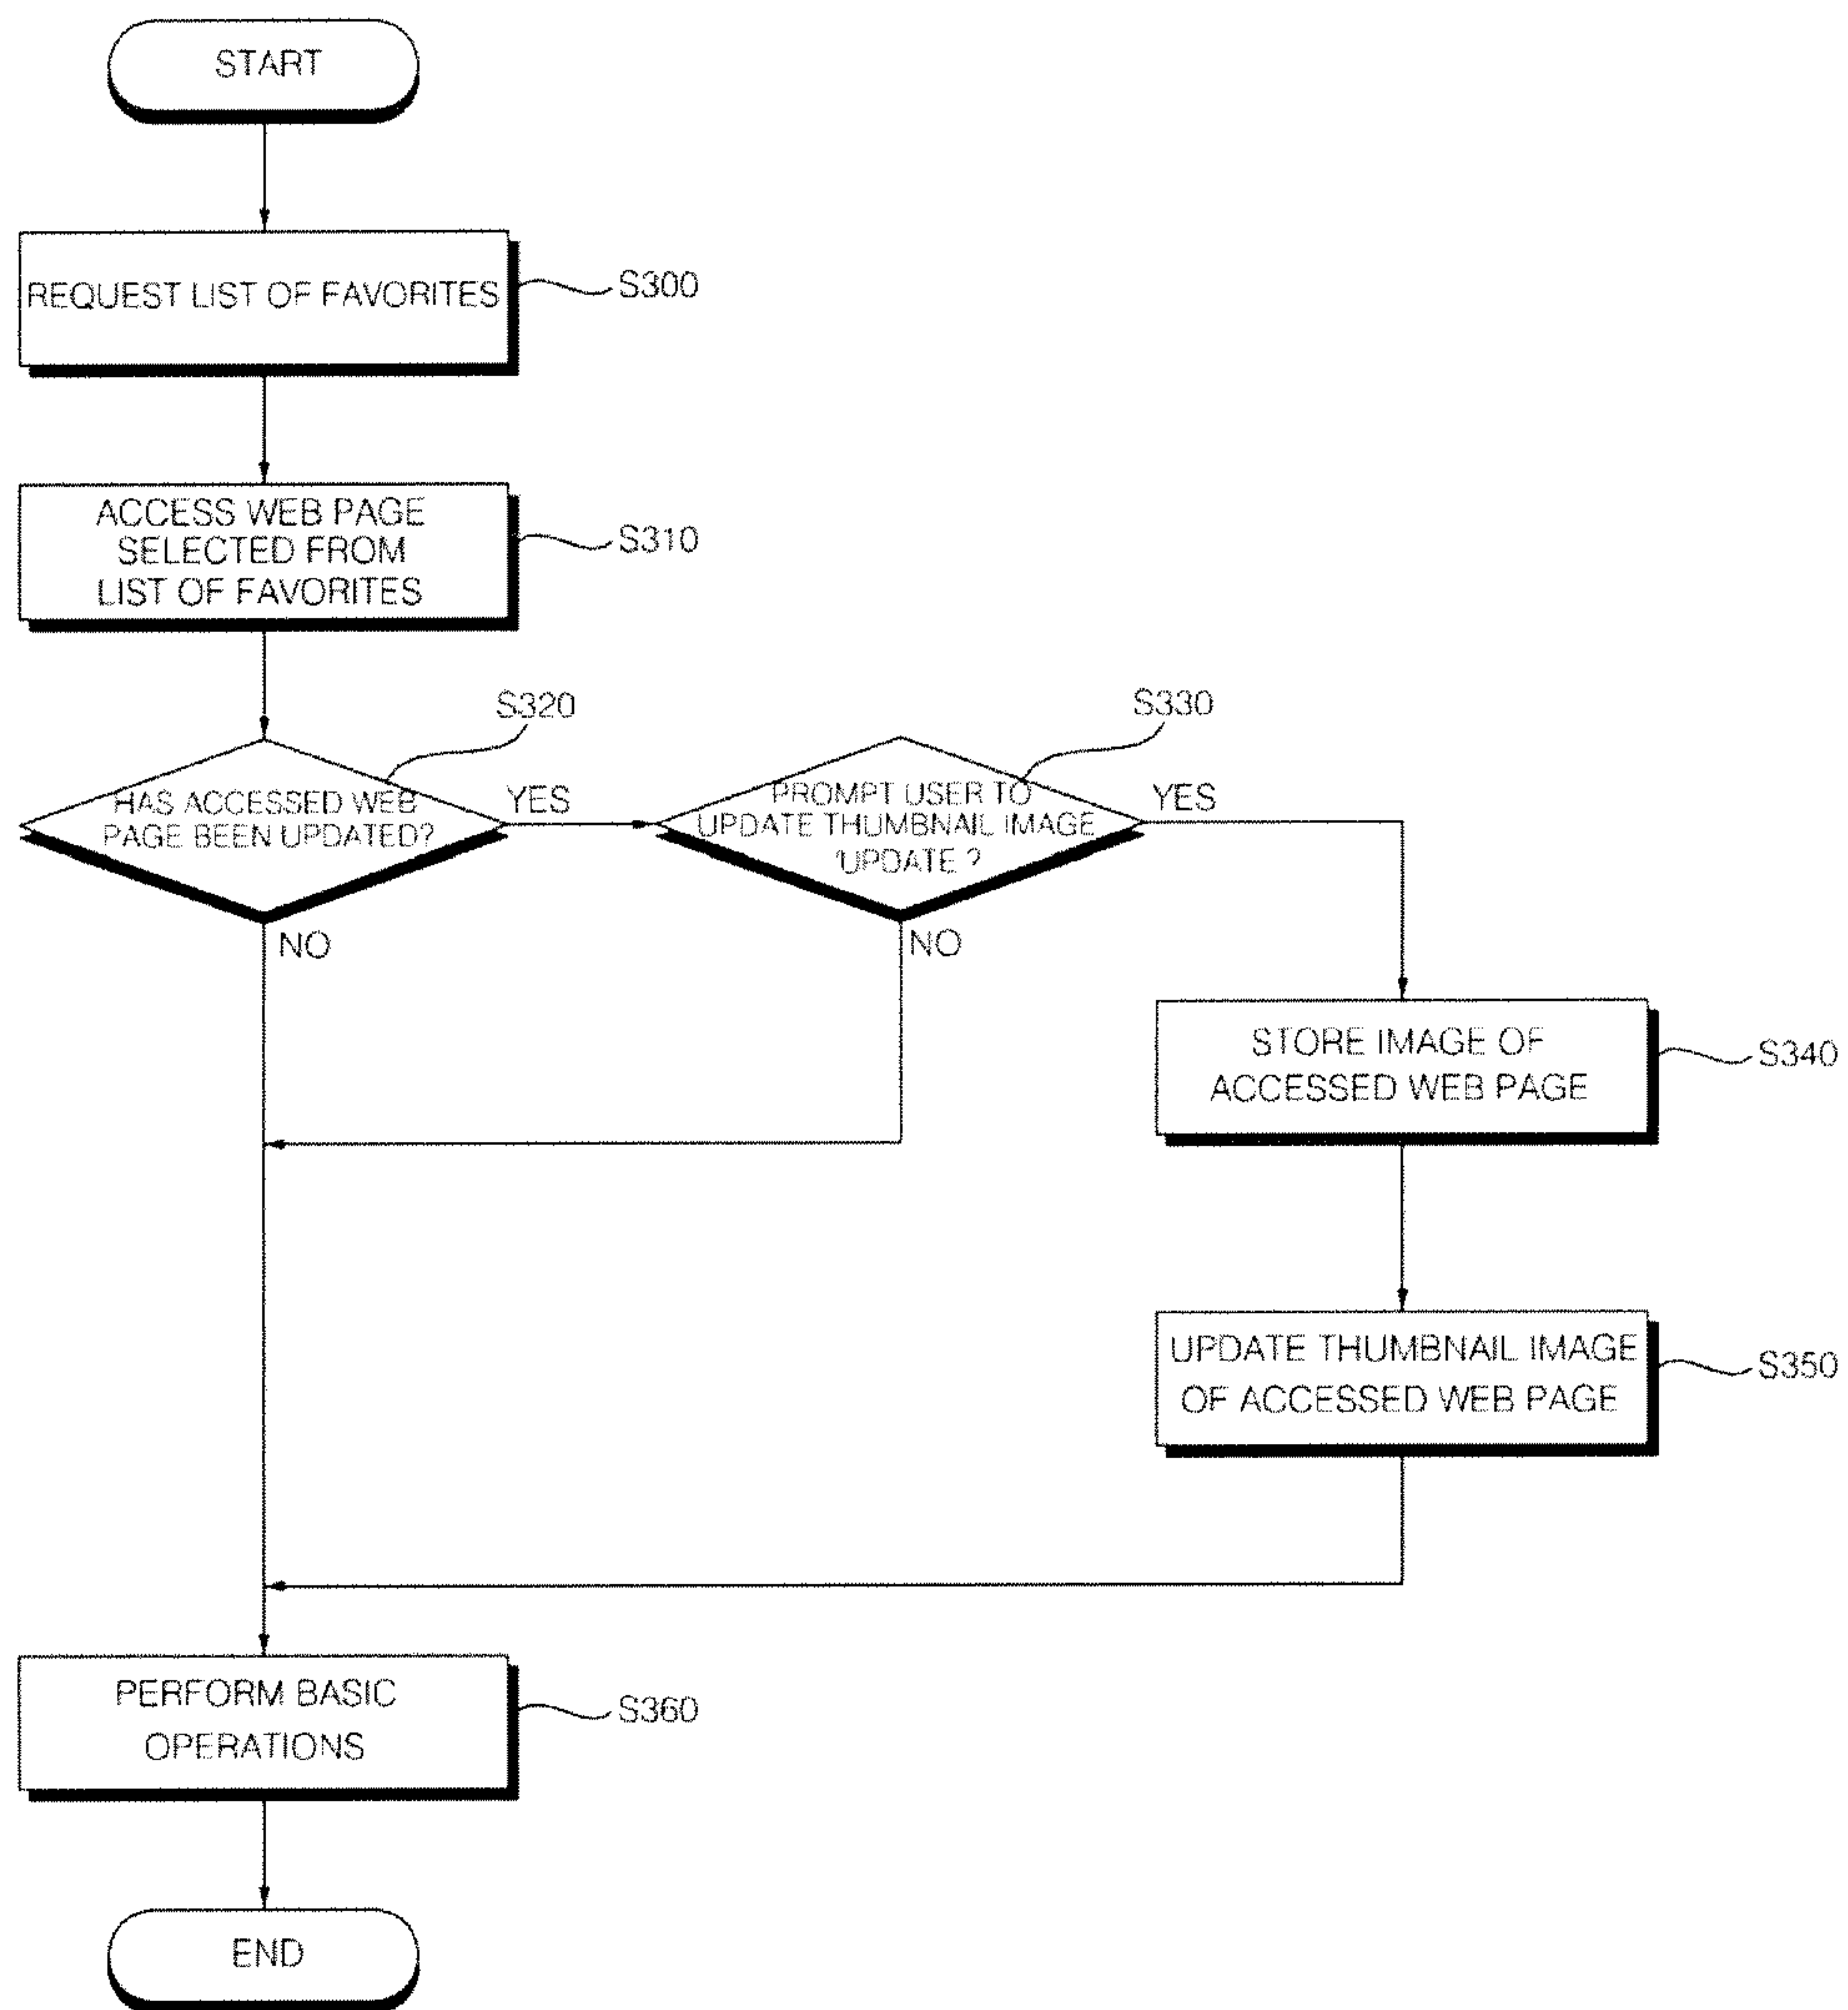 START
REQUEST LIST OF FAVORITES
S300
ACCESS WEB PAGE
SELECTED FROM
LIST OF FAVORITES
S310
S320
HAS ACCESSED WEB
PAGE BEEN UPDATED?
YES
NO
S330
PROMPT USER TO
UPDATE THUMBNAIL IMAGE
'UPDATE ?
YES
NO
STORE IMAGE OF
ACCESSED WEB PAGE
S340
UPDATE THUMBNAIL IMAGE
OF ACCESSED WEB PAGE
S350
PERFORM BASIC
OPERATIONS
S360
END